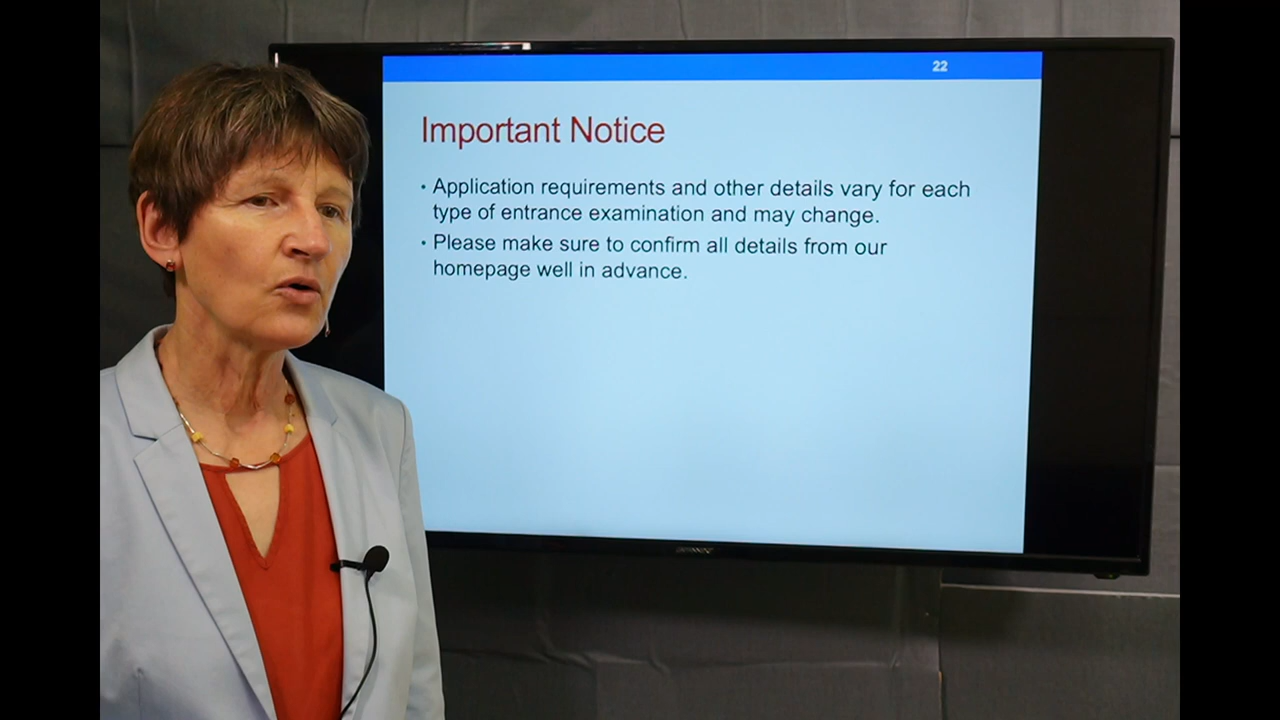 22
Important Notice
• Application requirements and other details vary for each
type of entrance examination and may change.
• Please make sure to confirm all details from our
homepage well in advance.